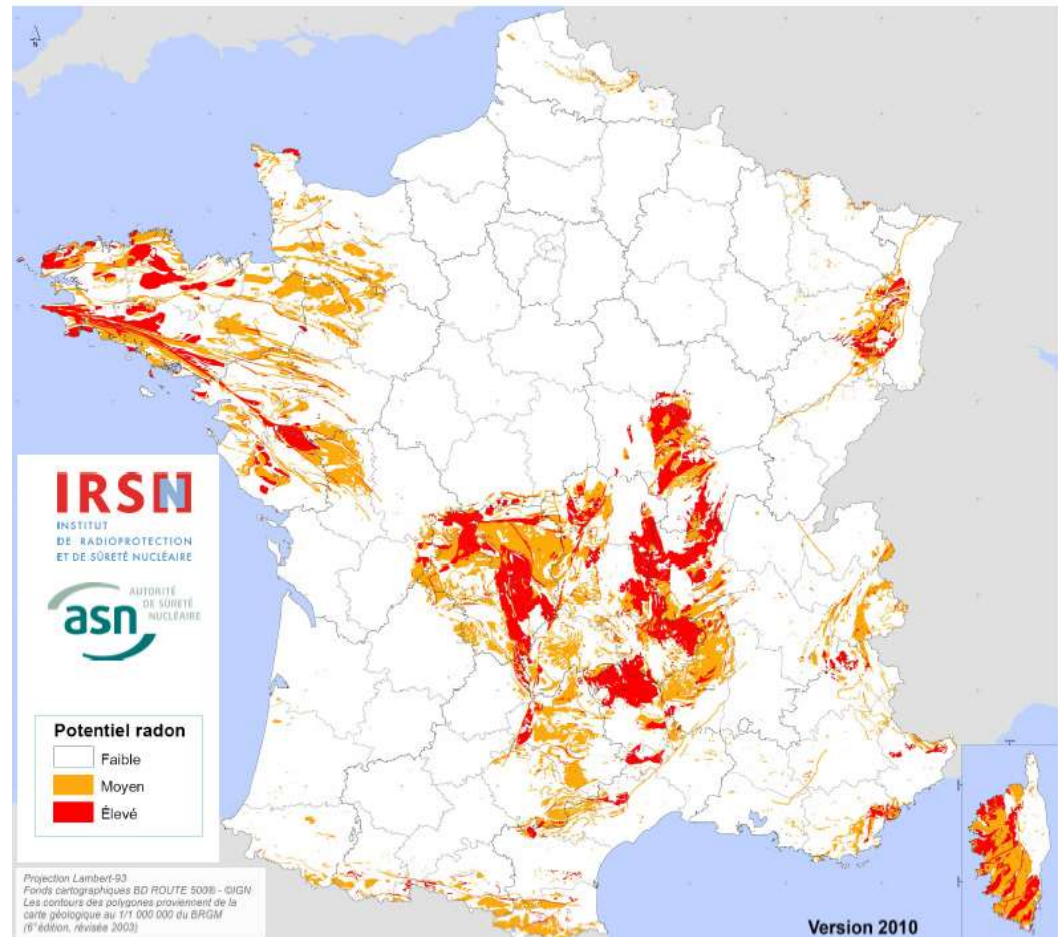 N
IRSN
INSTITUT
DE RADIOPROTECTION
ET DE SÛRETÉ NUCLÉAIRE
asn
AUTORITÉ
DE SÛRETÉ
NUCLÉAIRE
Potentiel radon
Faible
Moyen
Élevé
Projection Lambert-93
Fonds cartographiques BD ROUTE 500® - ©IGN
Les contours des polygones proviennent de la
carte géologique au 1/1 000 000 du BRGM
(6° édition, révisée 2003)
Version 2010